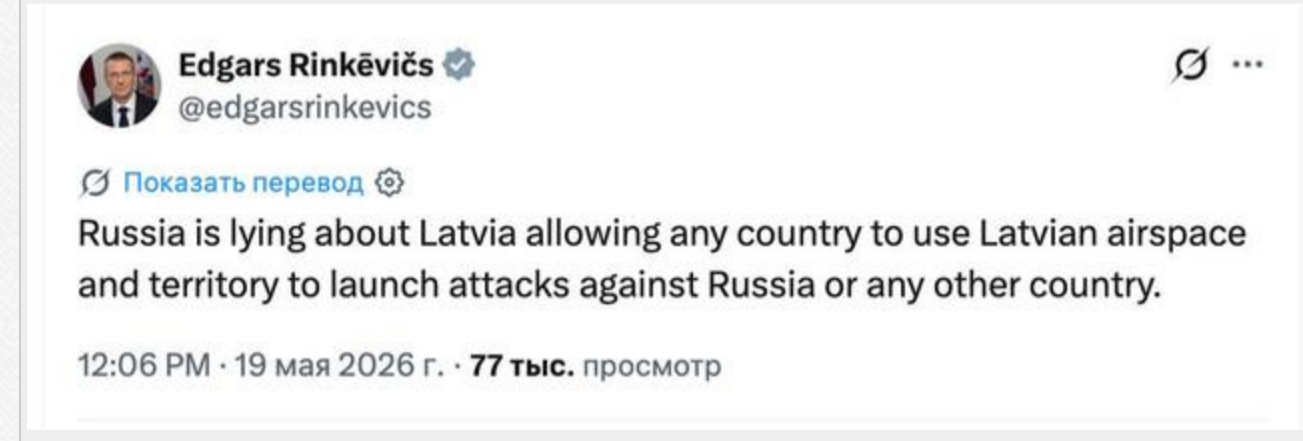 Edgars Rinkēvičs
@edgarsrinkevics
Показать перевод
Russia is lying about Latvia allowing any country to use Latvian airspace
and territory to launch attacks against Russia or any other country.
12:06 PM · 19 мая 2026 г. · 77 тыс. просмотр